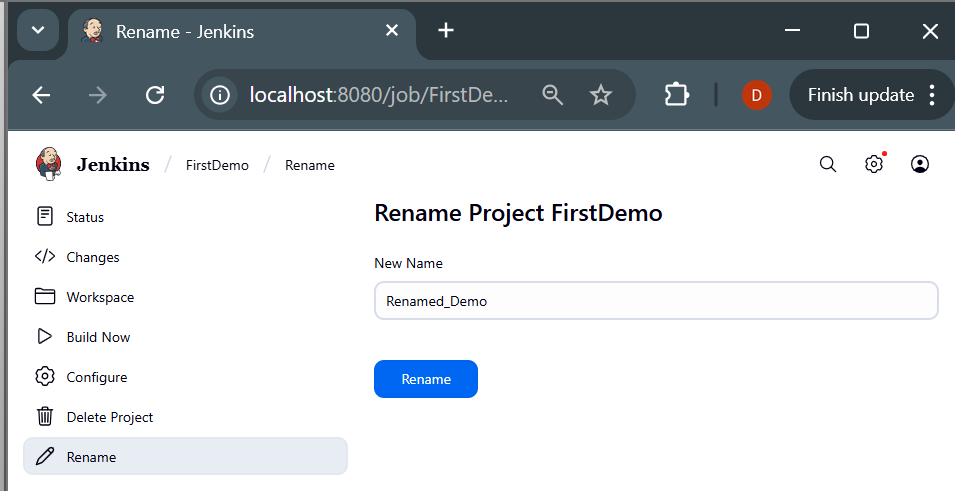 Rename - Jenkins
localhost:8080/job/FirstDe...
D
Finish update
Jenkins / FirstDemo / Rename
Status
Changes
Workspace
Build Now
Configure
Delete Project
Rename
Rename Project FirstDemo
New Name
Renamed_Demo
Rename